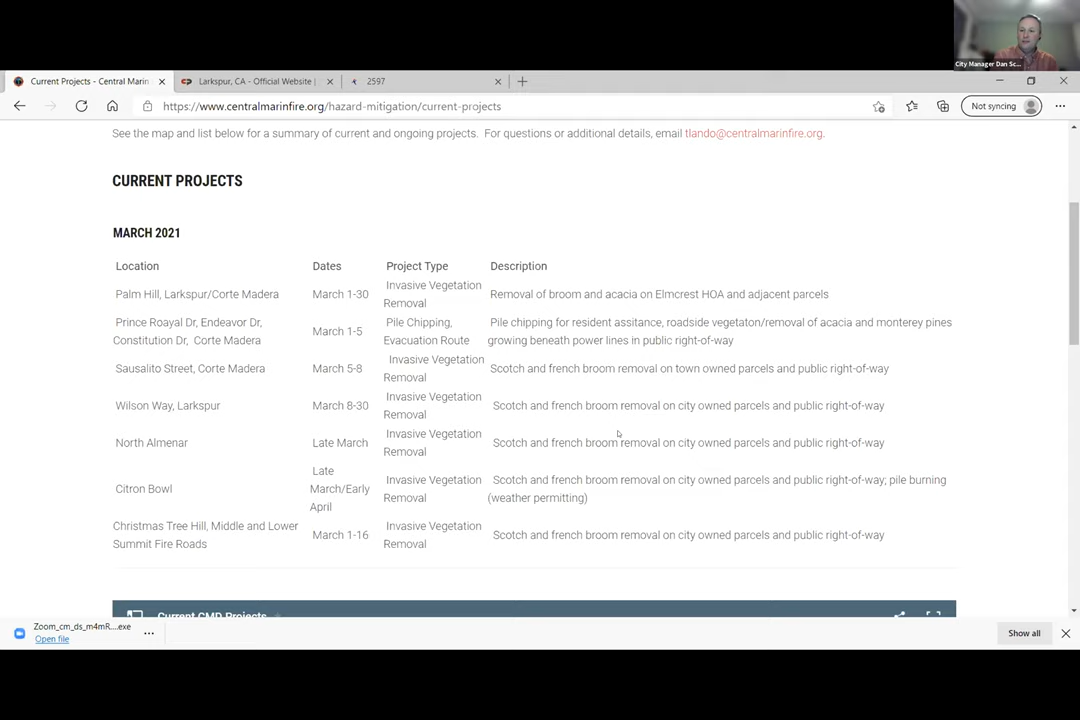 City Manager Dan Sc...
Current Projects - Central Marin
Larkspur, CA - Official Website |
2597
https://www.centralmarinfire.org/hazard-mitigation/current-projects
Not syncing
See the map and list below for a summary of current and ongoing projects. For questions or additional details, email tlando@centralmarinfire.org.
CURRENT PROJECTS
MARCH 2021
Location Dates Project Type Description
Palm Hill, Larkspur/Corte Madera March 1-30 Invasive Vegetation
Removal Removal of broom and acacia on Elmcrest HOA and adjacent parcels
Prince Roayal Dr, Endeavor Dr,
Constitution Dr, Corte Madera March 1-5 Pile Chipping,
Evacuation Route Pile chipping for resident assitance, roadside vegetaton/removal of acacia and monterey pines
growing beneath power lines in public right-of-way
Sausalito Street, Corte Madera March 5-8 Invasive Vegetation
Removal Scotch and french broom removal on town owned parcels and public right-of-way
Wilson Way, Larkspur March 8-30 Invasive Vegetation
Removal Scotch and french broom removal on city owned parcels and public right-of-way
North Almenar Late March Invasive Vegetation
Removal Scotch and french broom removal on city owned parcels and public right-of-way
Citron Bowl Late
March/Early
April Invasive Vegetation
Removal Scotch and french broom removal on city owned parcels and public right-of-way; pile burning
(weather permitting)
Christmas Tree Hill, Middle and Lower
Summit Fire Roads March 1-16 Invasive Vegetation
Removal Scotch and french broom removal on city owned parcels and public right-of-way
Current CMD Projects
Zoom_cm_ds_m4mR....exe
Open file
Show all